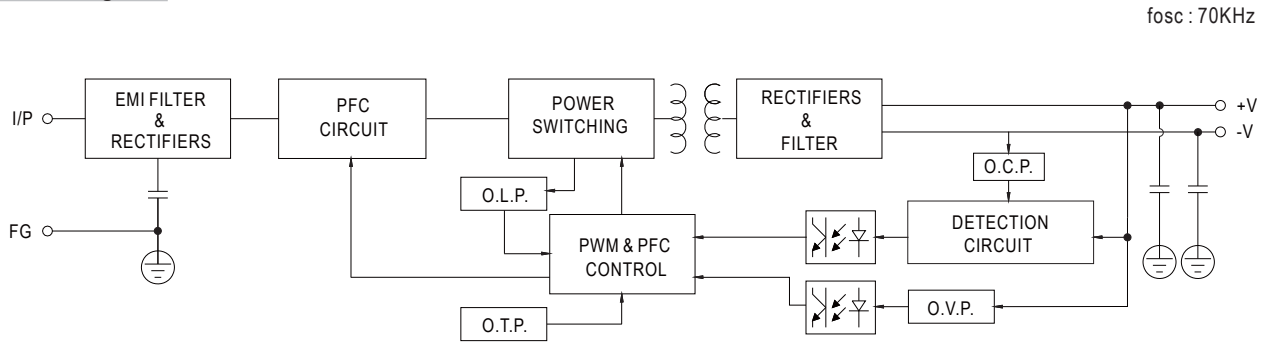 fosc : 70KHz
I/P
EMI FILTER
&
RECTIFIERS
PFC
CIRCUIT
POWER
SWITCHING
RECTIFIERS
&
FILTER
+V
-V
O.C.P.
O.L.P.
DETECTION
CIRCUIT
FG
PWM & PFC
CONTROL
O.V.P.
O.T.P.